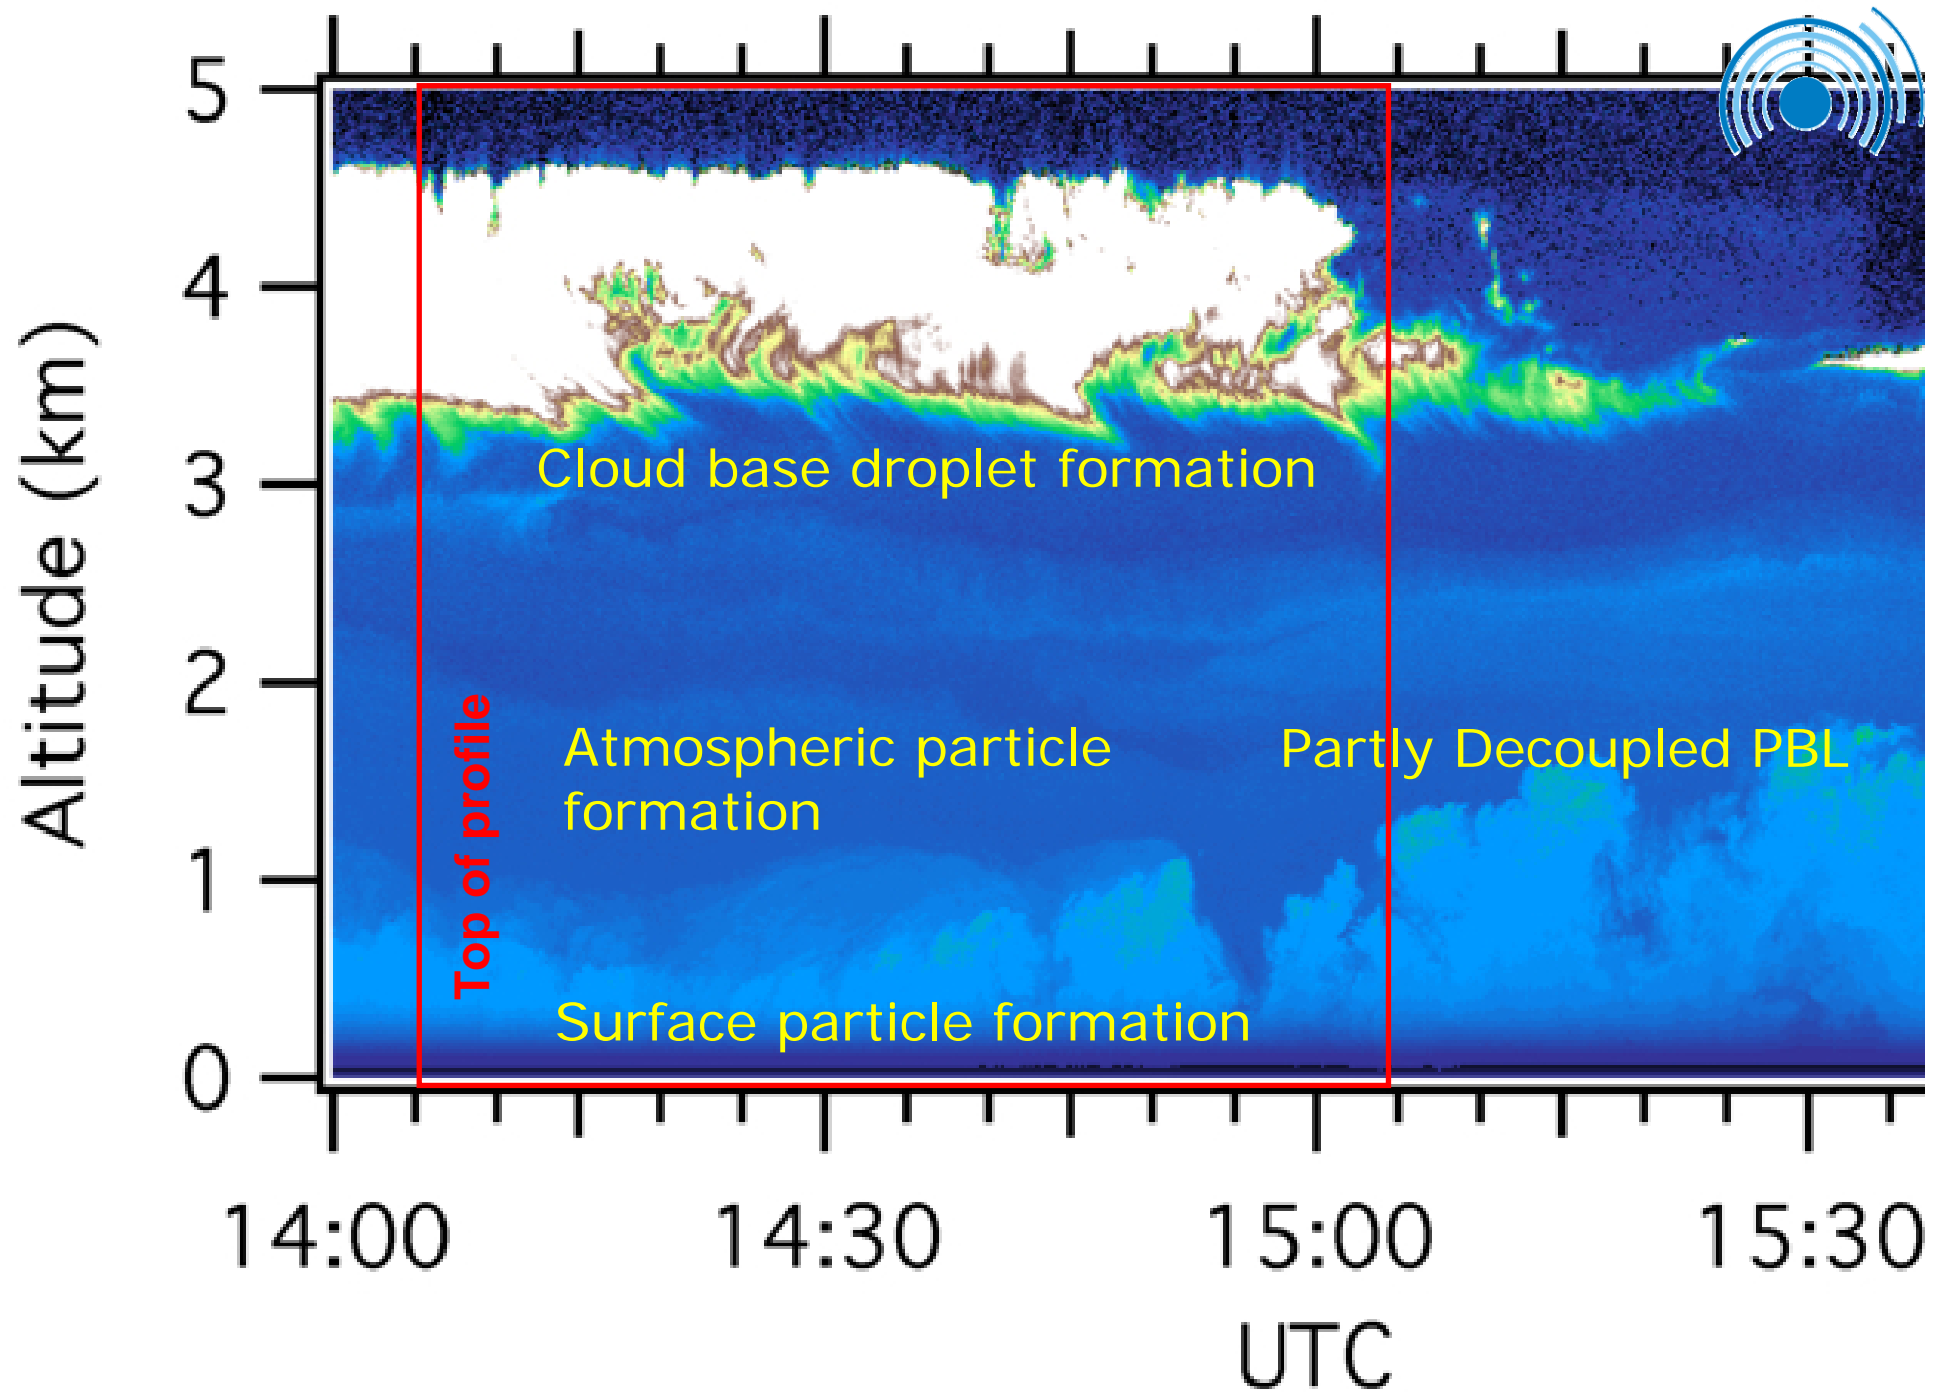 5
4
3
2
1
0
Altitude (km)
Cloud base droplet formation
Top of profile
Atmospheric particle
formation
Partly Decoupled PBL
Surface particle formation
14:00 14:30 15:00 15:30
UTC